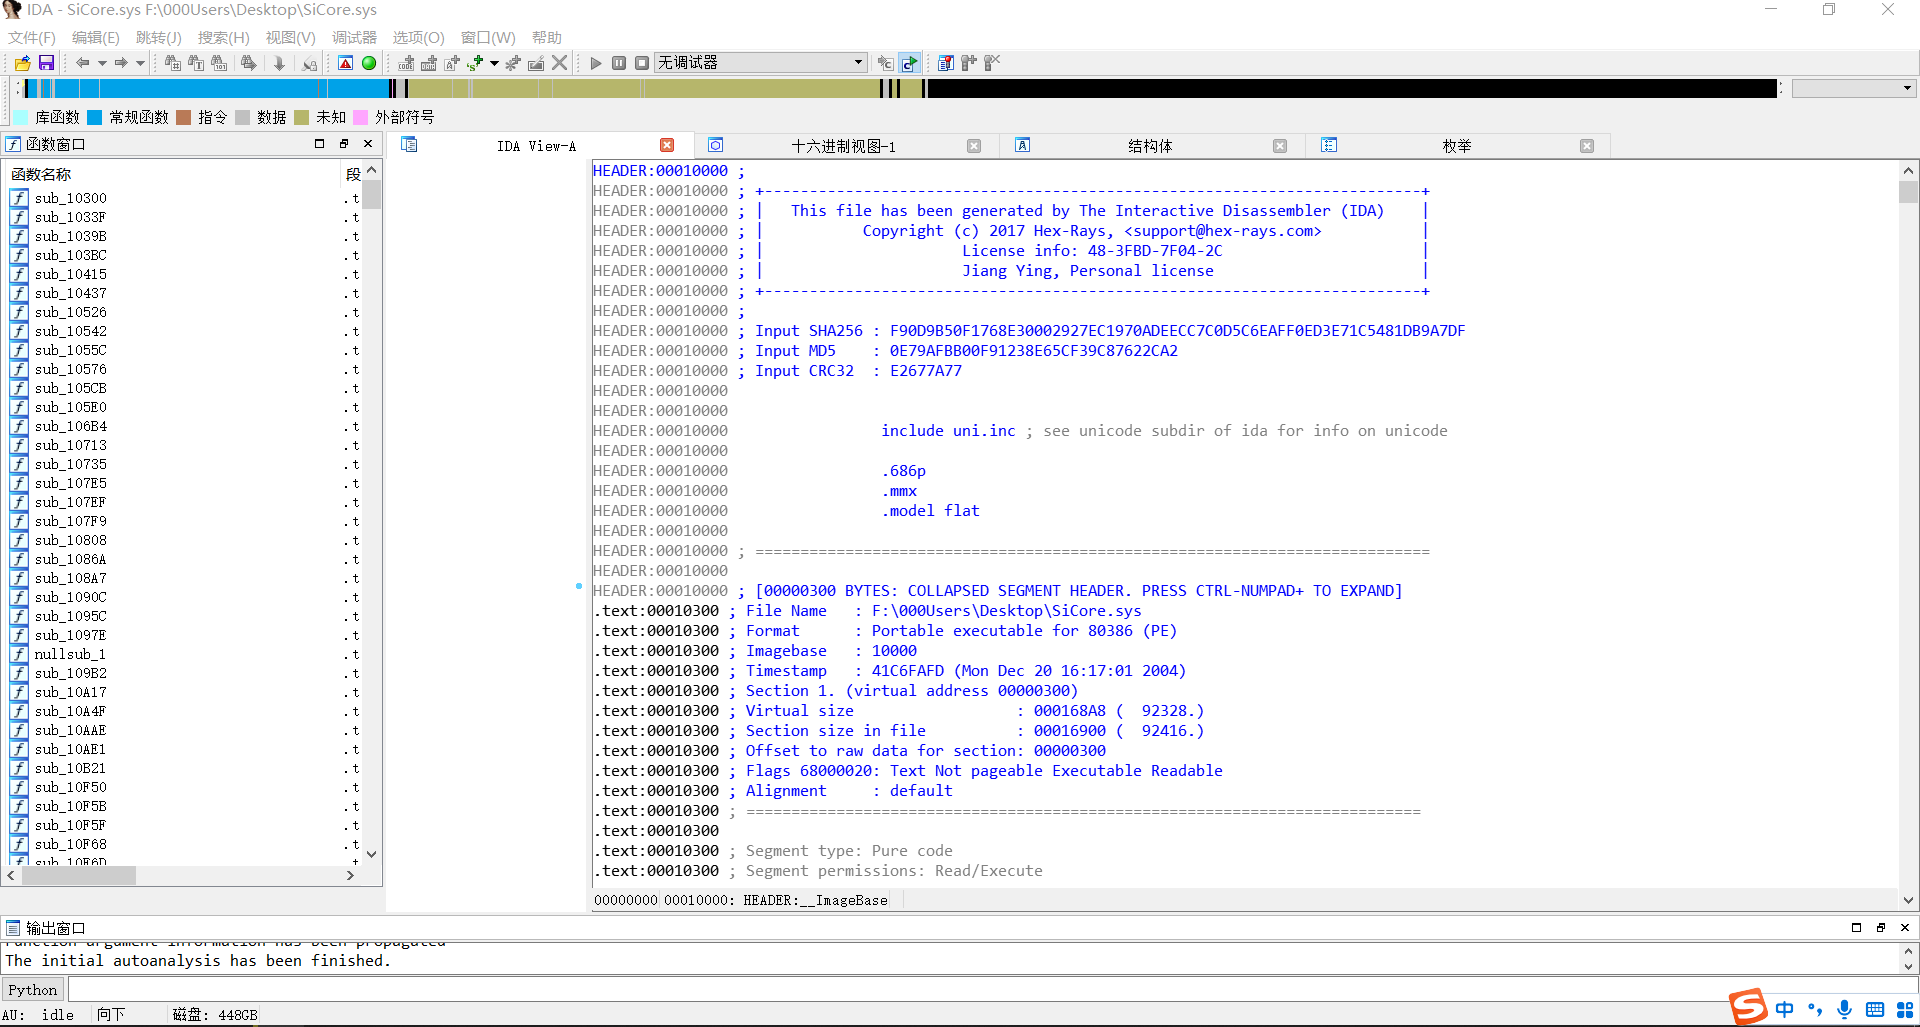 IDA - SiCore.sys F:\000Users\Desktop\SiCore.sys
文件(F) 编辑(E) 跳转(J) 搜索(H) 视图(V) 调试器 选项(O) 窗口(W) 帮助
无调试器
库函数 常规函数 指令 数据 未知 外部符号
函数窗口
函数名称 段
sub_10300 .t
sub_1033F .t
sub_1039B .t
sub_103BC .t
sub_10415 .t
sub_10437 .t
sub_10526 .t
sub_10542 .t
sub_1055C .t
sub_10576 .t
sub_105CB .t
sub_105E0 .t
sub_106B4 .t
sub_10713 .t
sub_10735 .t
sub_107E5 .t
sub_107EF .t
sub_107F9 .t
sub_10808 .t
sub_1086A .t
sub_108A7 .t
sub_1090C .t
sub_1095C .t
sub_1097E .t
nullsub_1 .t
sub_109B2 .t
sub_10A17 .t
sub_10A4F .t
sub_10AAE .t
sub_10AE1 .t
sub_10B21 .t
sub_10F50 .t
sub_10F5B .t
sub_10F5F .t
sub_10F68 .t
sub_10F6D .t
IDA View-A 十六进制视图-1 结构体 枚举
HEADER:00010000 ;
HEADER:00010000 ; +-------------------------------------------------------------------------+
HEADER:00010000 ; | This file has been generated by The Interactive Disassembler (IDA) |
HEADER:00010000 ; | Copyright (c) 2017 Hex-Rays, <support@hex-rays.com> |
HEADER:00010000 ; | License info: 48-3FBD-7F04-2C |
HEADER:00010000 ; | Jiang Ying, Personal license |
HEADER:00010000 ; +-------------------------------------------------------------------------+
HEADER:00010000 ;
HEADER:00010000 ; Input SHA256 : F90D9B50F1768E30002927EC1970ADEECC7C0D5C6EAFF0ED3E71C5481DB9A7DF
HEADER:00010000 ; Input MD5 : 0E79AFBB00F91238E65CF39C87622CA2
HEADER:00010000 ; Input CRC32 : E2677A77
HEADER:00010000
HEADER:00010000
HEADER:00010000 include uni.inc ; see unicode subdir of ida for info on unicode
HEADER:00010000
HEADER:00010000 .686p
HEADER:00010000 .mmx
HEADER:00010000 .model flat
HEADER:00010000
HEADER:00010000 ; ===========================================================================
HEADER:00010000
HEADER:00010000 ; [00000300 BYTES: COLLAPSED SEGMENT HEADER. PRESS CTRL-NUMPAD+ TO EXPAND]
.text:00010300 ; File Name : F:\000Users\Desktop\SiCore.sys
.text:00010300 ; Format : Portable executable for 80386 (PE)
.text:00010300 ; Imagebase : 10000
.text:00010300 ; Timestamp : 41C6FAFD (Mon Dec 20 16:17:01 2004)
.text:00010300 ; Section 1. (virtual address 00000300)
.text:00010300 ; Virtual size : 000168A8 ( 92328.)
.text:00010300 ; Section size in file : 00016900 ( 92416.)
.text:00010300 ; Offset to raw data for section: 00000300
.text:00010300 ; Flags 68000020: Text Not pageable Executable Readable
.text:00010300 ; Alignment : default
.text:00010300 ; ===========================================================================
.text:00010300
.text:00010300 ; Segment type: Pure code
.text:00010300 ; Segment permissions: Read/Execute
00000000 00010000: HEADER:__ImageBase
输出窗口
Function argument information has been propagated
The initial autoanalysis has been finished.
Python
AU: idle 向下 磁盘: 448GB
S 中